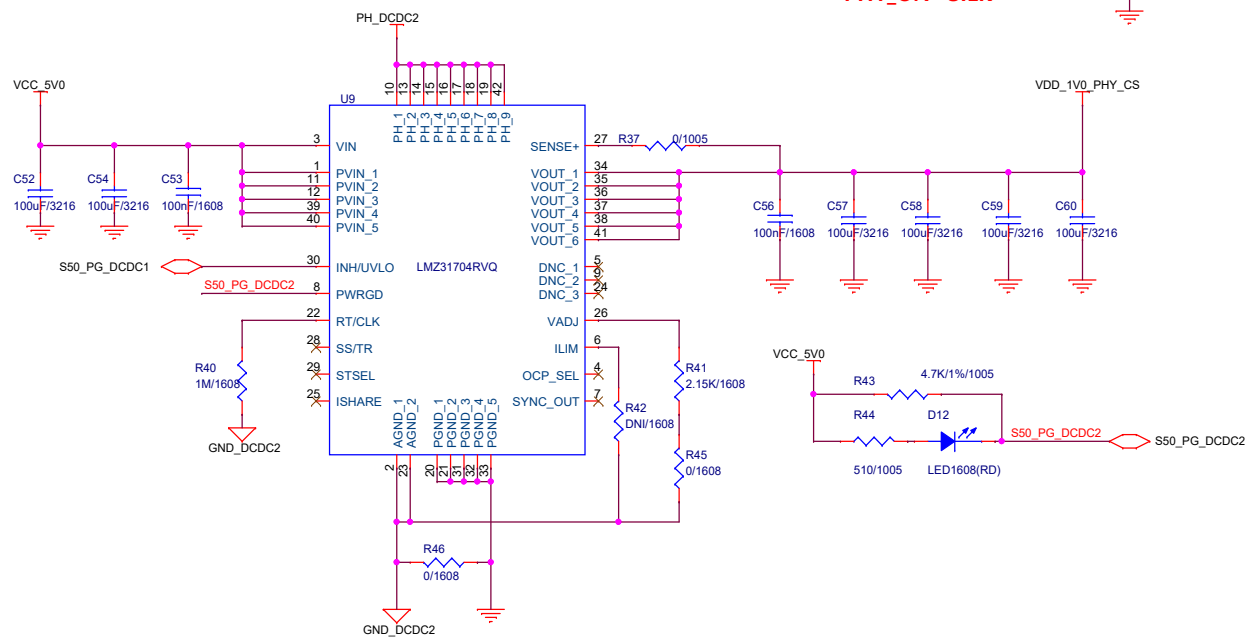 PH_DCDC2
VCC_5V0
VDD_1V0_PHY_CS
U9
10
13
14
15
16
17
18
19
42
PH_1
PH_2
PH_3
PH_4
PH_5
PH_6
PH_7
PH_8
PH_9
3 VIN
1 PVIN_1
11 PVIN_2
12 PVIN_3
39 PVIN_4
40 PVIN_5
C52
100uF/3216
C54
100uF/3216
C53
100nF/1608
S50_PG_DCDC1
30 INH/UVLO
LMZ31704RVQ
S50_PG_DCDC2
8 PWRGD
22 RT/CLK
28 SS/TR
29 STSEL
25 ISHARE
R40
1M/1608
GND_DCDC2
SENSE+ 27
R37 0/1005
VOUT_1 34
VOUT_2 35
VOUT_3 36
VOUT_4 37
VOUT_5 38
VOUT_6 41
DNC_1 5
DNC_2 9
DNC_3 24
VADJ 26
ILIM 6
OCP_SEL 4
SYNC_OUT 7
C56
100nF/1608
C57
100uF/3216
C58
100uF/3216
C59
100uF/3216
C60
100uF/3216
R41
2.15K/1608
R42
DNI/1608
R45
0/1608
AGND_1
AGND_2
PGND_1
PGND_2
PGND_3
PGND_4
PGND_5
2
23
20
21
31
32
33
R46
0/1608
GND_DCDC2
VCC_5V0
R43 4.7K/1%/1005
R44 D12
S50_PG_DCDC2
S50_PG_DCDC2
510/1005 LED1608(RD)